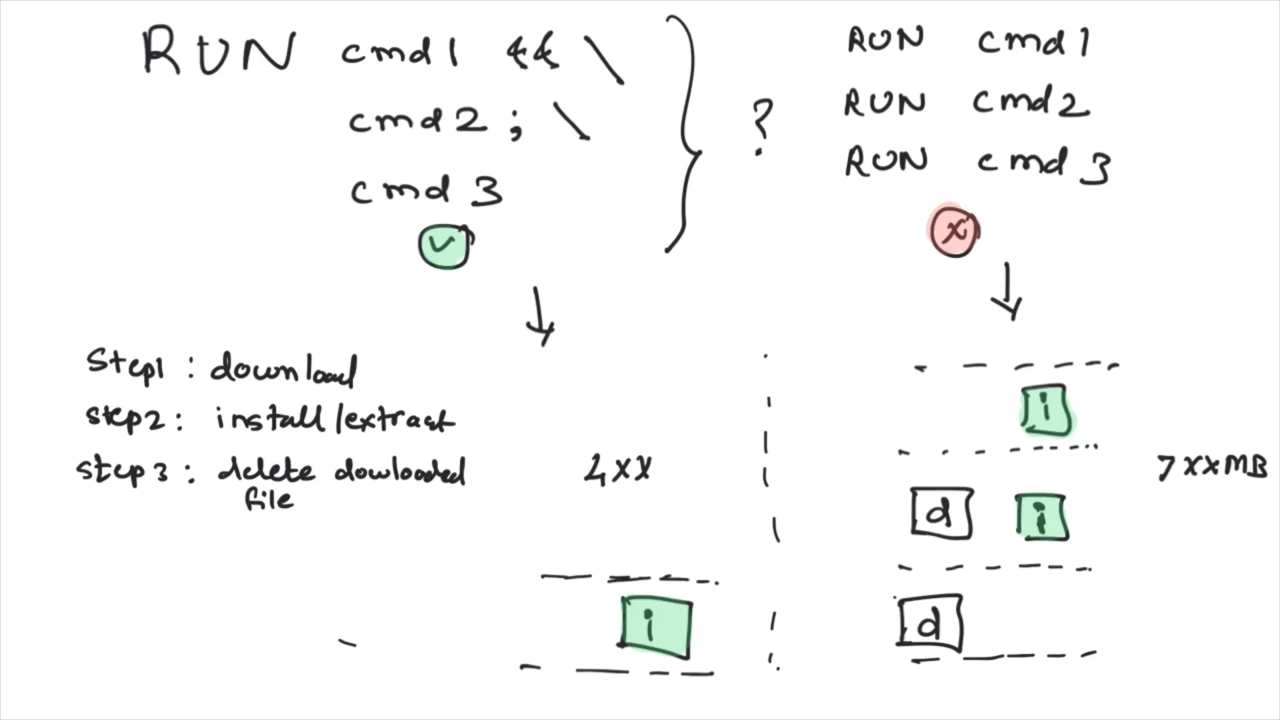 RUN cmd1 && \
cmd2 ; \
cmd3
?
RUN cmd1
RUN cmd2
RUN cmd3
x
Step1 : download
step2 : install/extract
step3 : delete dowloaded
file
4xx
i
i
d i
d
7xxMB